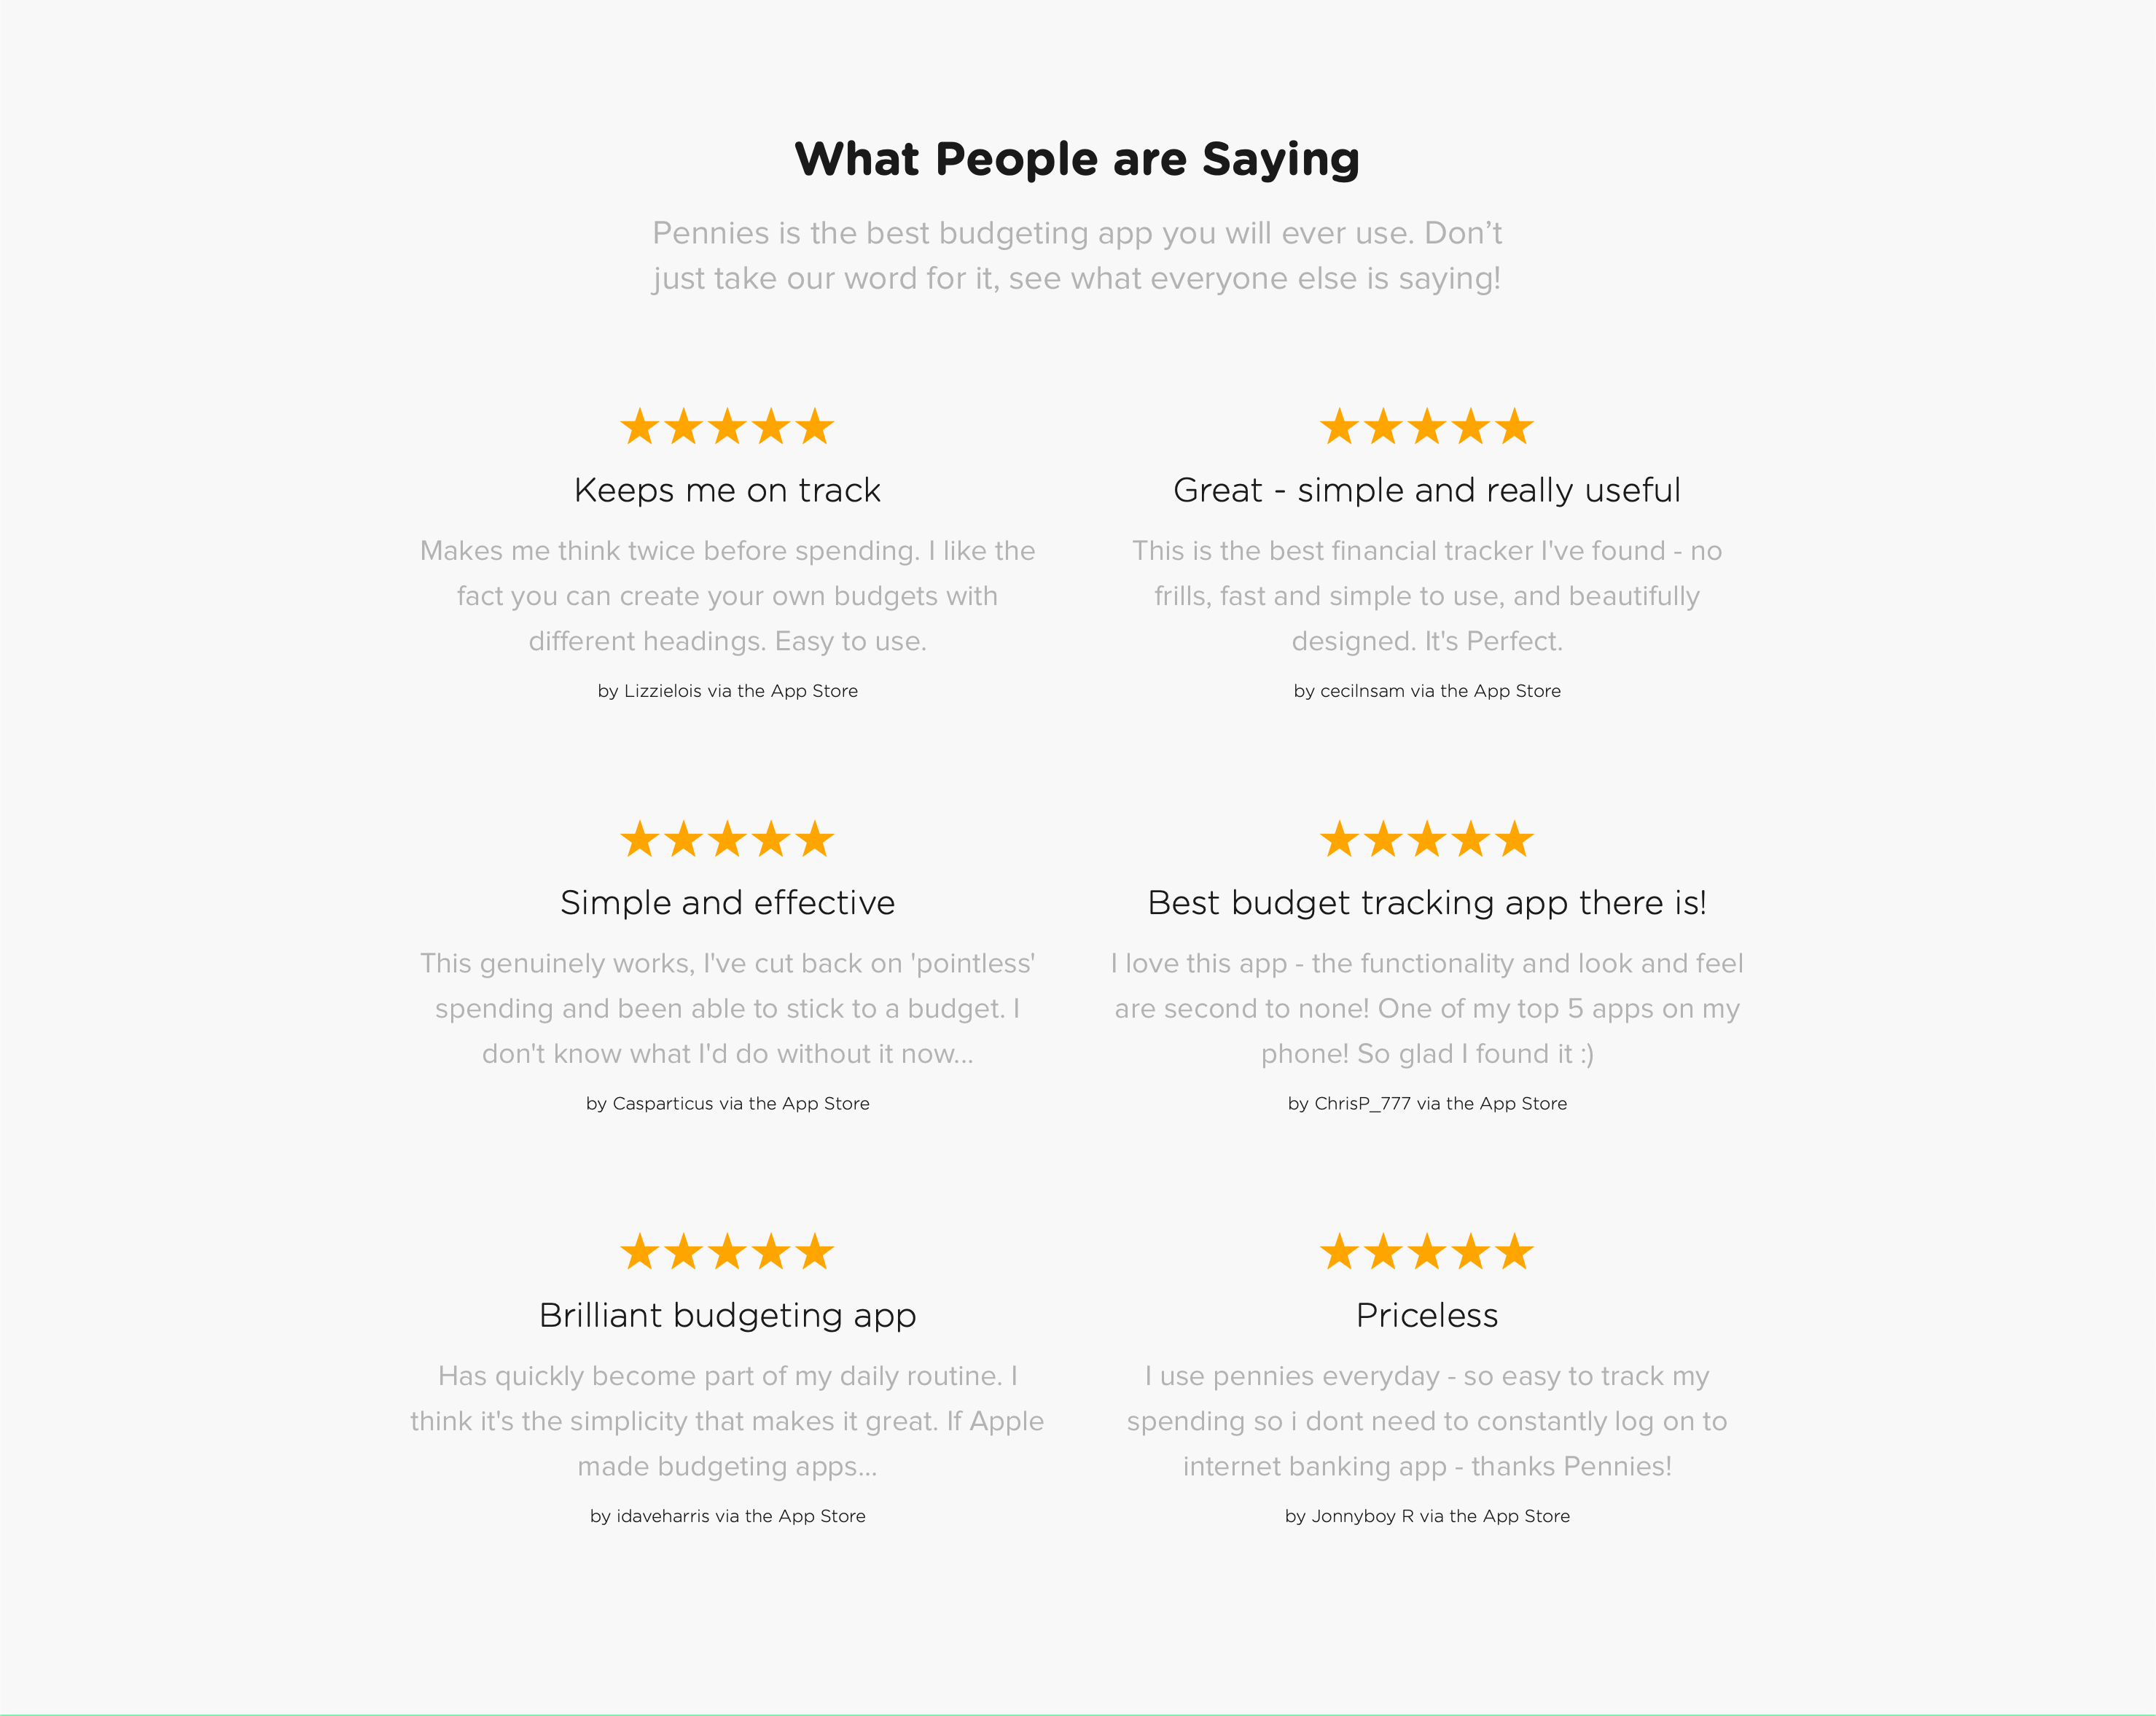 What People are Saying
Pennies is the best budgeting app you will ever use. Don’t
just take our word for it, see what everyone else is saying!
Keeps me on track
Makes me think twice before spending. I like the
fact you can create your own budgets with
different headings. Easy to use.
by Lizzielois via the App Store
Great - simple and really useful
This is the best financial tracker I've found - no
frills, fast and simple to use, and beautifully
designed. It's Perfect.
by cecilnsam via the App Store
Simple and effective
This genuinely works, I've cut back on 'pointless'
spending and been able to stick to a budget. I
don't know what I'd do without it now...
by Casparticus via the App Store
Best budget tracking app there is!
I love this app - the functionality and look and feel
are second to none! One of my top 5 apps on my
phone! So glad I found it :)
by ChrisP_777 via the App Store
Brilliant budgeting app
Has quickly become part of my daily routine. I
think it's the simplicity that makes it great. If Apple
made budgeting apps...
by idaveharris via the App Store
Priceless
I use pennies everyday - so easy to track my
spending so i dont need to constantly log on to
internet banking app - thanks Pennies!
by Jonnyboy R via the App Store